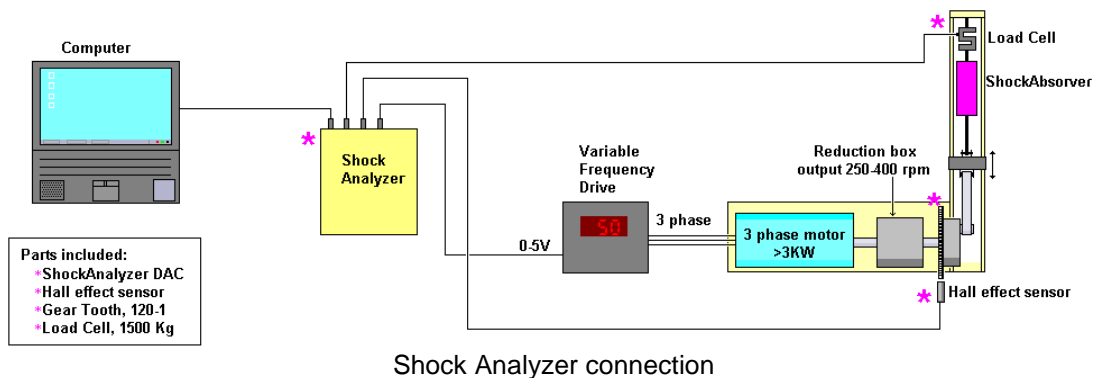 Computer
Load Cell
ShockAbsorver
Shock
Analyzer
Variable
Frequency
Drive
50
Reduction box
output 250-400 rpm
3 phase
3 phase motor
>3KW
0-5V
Hall effect sensor
Parts included:
*ShockAnalyzer DAC
*Hall effect sensor
*Gear Tooth, 120-1
*Load Cell, 1500 Kg
Shock Analyzer connection